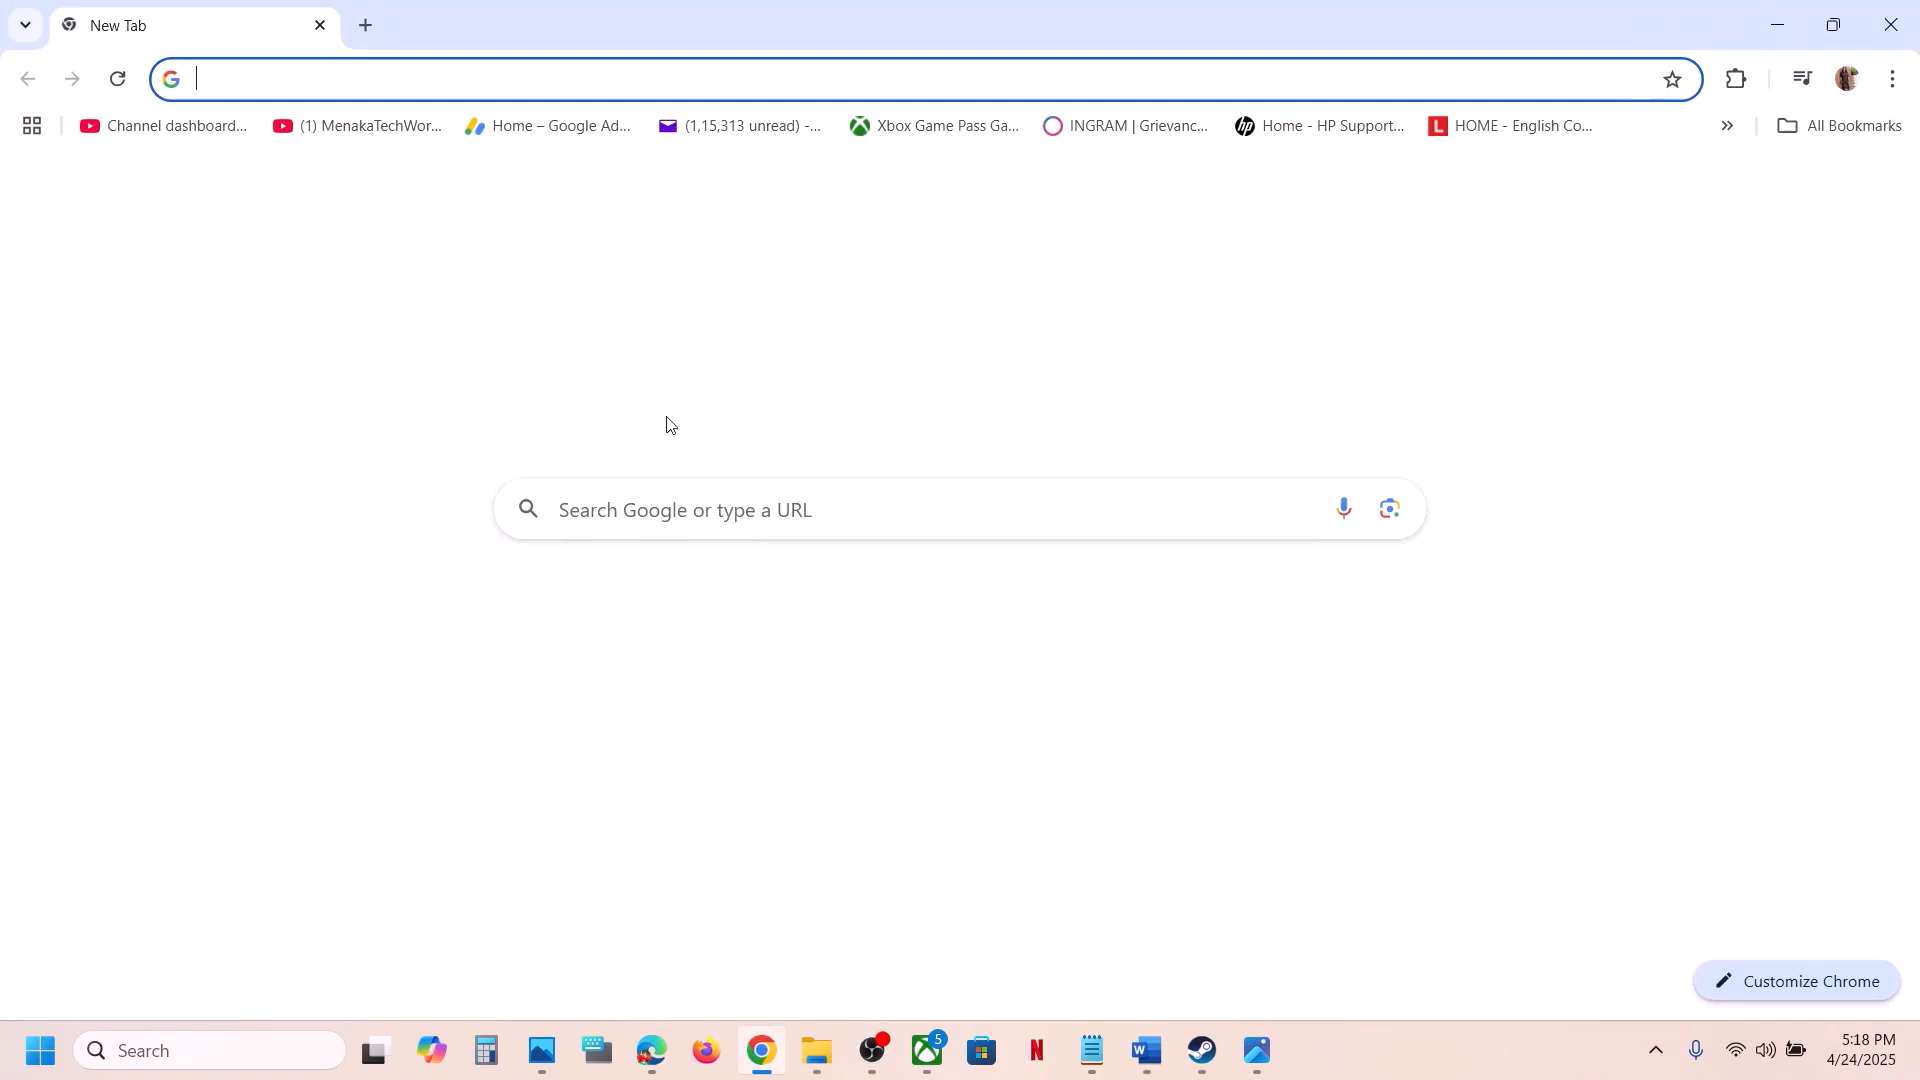 New Tab
Channel dashboard...
(1) MenakaTechWor...
Home – Google Ad...
(1,15,313 unread) -...
Xbox Game Pass Ga...
INGRAM | Grievanc...
Home - HP Support...
HOME - English Co...
All Bookmarks
Search Google or type a URL
Customize Chrome
Search
5
5:18 PM
4/24/2025